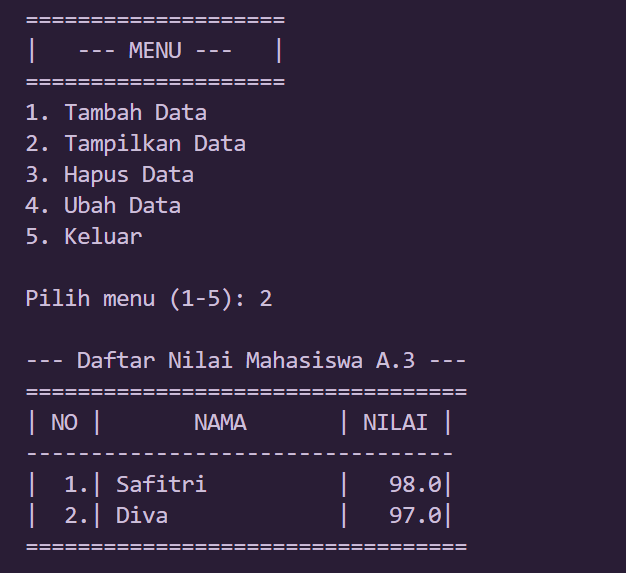 ====================
|   --- MENU ---   |
====================
1. Tambah Data
2. Tampilkan Data
3. Hapus Data
4. Ubah Data
5. Keluar

Pilih menu (1-5): 2

--- Daftar Nilai Mahasiswa A.3 ---
==================================
| NO |       NAMA       | NILAI |
---------------------------------
|  1.| Safitri          |   98.0|
|  2.| Diva             |   97.0|
==================================